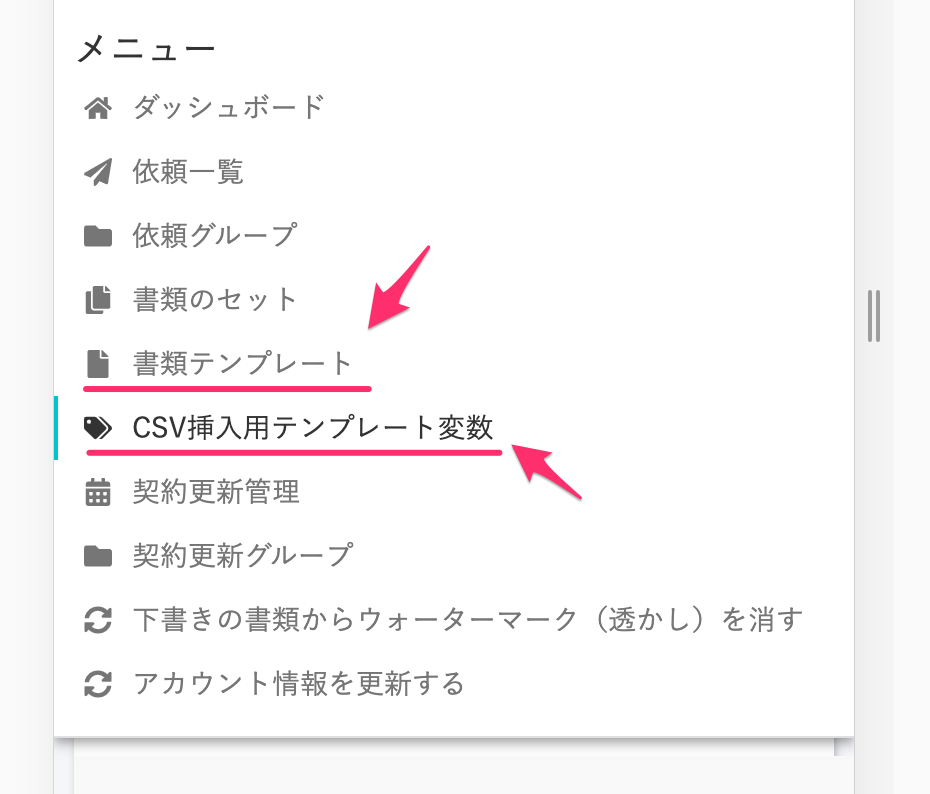 メニュー
ダッシュボード
依頼一覧
依頼グループ
書類のセット
書類テンプレート
CSV挿入用テンプレート変数
契約更新管理
契約更新グループ
下書きの書類からウォーターマーク（透かし）を消す
アカウント情報を更新する